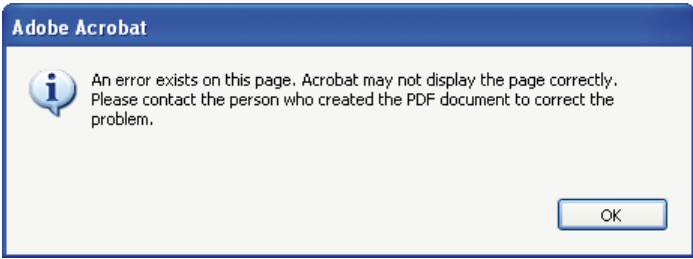 Adobe Acrobat
An error exists on this page. Acrobat may not display the page correctly.
Please contact the person who created the PDF document to correct the
problem.
OK